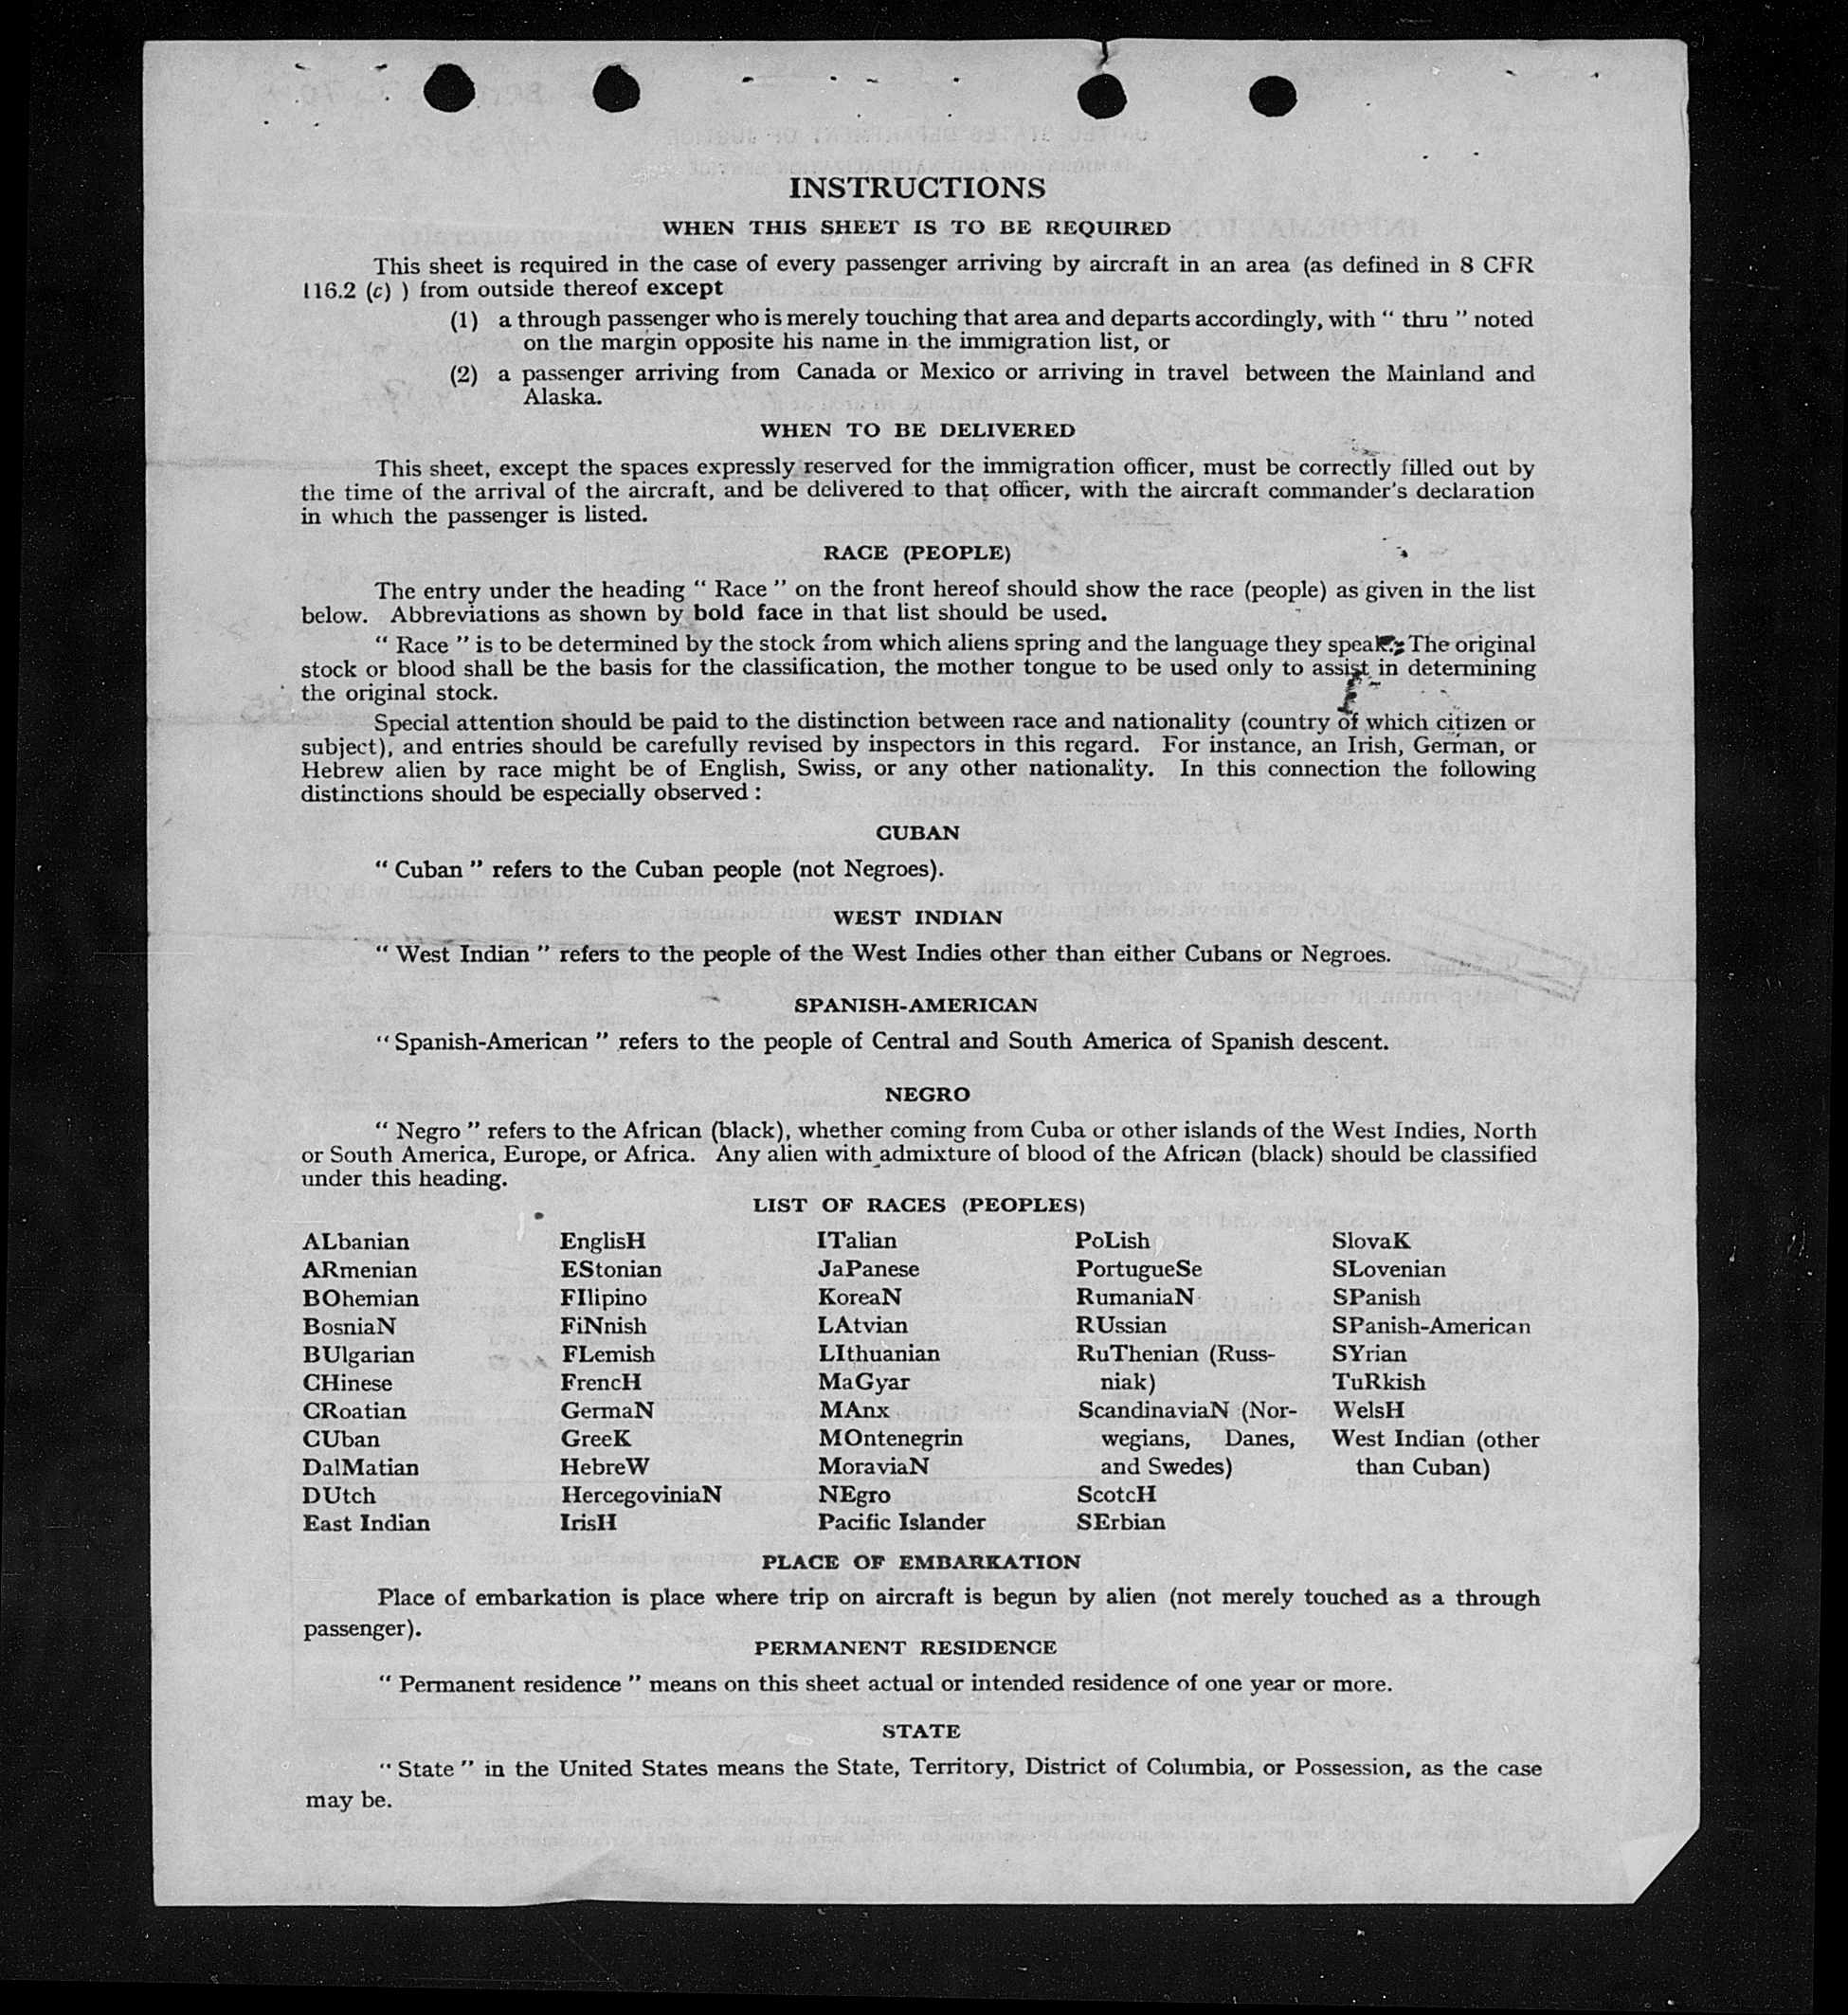 INSTRUCTIONS
WHEN THIS SHEET IS TO BE REQUIRED
This sheet is required in the case of every passenger arriving by aircraft in an area (as defined in 8 CFR
116.2 (c) ) from outside thereof except
(1) a through passenger who is merely touching that area and departs accordingly, with “ thru ” noted
on the margin opposite his name in the immigration list, or
(2) a passenger arriving from Canada or Mexico or arriving in travel between the Mainland and
Alaska.
WHEN TO BE DELIVERED
This sheet, except the spaces expressly reserved for the immigration officer, must be correctly filled out by
the time of the arrival of the aircraft, and be delivered to that officer, with the aircraft commander's declaration
in which the passenger is listed.
RACE (PEOPLE)
The entry under the heading “ Race ” on the front hereof should show the race (people) as given in the list
below. Abbreviations as shown by bold face in that list should be used.
“ Race ” is to be determined by the stock from which aliens spring and the language they speak. The original
stock or blood shall be the basis for the classification, the mother tongue to be used only to assist in determining
the original stock.
Special attention should be paid to the distinction between race and nationality (country of which citizen or
subject), and entries should be carefully revised by inspectors in this regard. For instance, an Irish, German, or
Hebrew alien by race might be of English, Swiss, or any other nationality. In this connection the following
distinctions should be especially observed :
CUBAN
“ Cuban ” refers to the Cuban people (not Negroes).
WEST INDIAN
“ West Indian ” refers to the people of the West Indies other than either Cubans or Negroes.
SPANISH-AMERICAN
“ Spanish-American ” refers to the people of Central and South America of Spanish descent.
NEGRO
“ Negro ” refers to the African (black), whether coming from Cuba or other islands of the West Indies, North
or South America, Europe, or Africa. Any alien with admixture of blood of the African (black) should be classified
under this heading.
LIST OF RACES (PEOPLES)
ALbanian
ARmenian
BOhemian
BosniaN
BUlgarian
CHinese
CRoatian
CUban
DalMatian
DUtch
East Indian
EnglisH
EStonian
FIlipino
FiNnish
FLemish
FrencH
GermaN
GreeK
HebreW
HercegoviniaN
IrisH
ITalian
JaPanese
KoreaN
LAtvian
LIthuanian
MaGyar
MAnx
MOntenegrin
MoraviaN
NEgro
Pacific Islander
PoLish
PortugueSe
RumaniaN
RUssian
RuThenian (Russ-
niak)
ScandinaviaN (Nor-
wegians, Danes,
and Swedes)
ScotcH
SErbian
SlovaK
SLovenian
SPanish
SPanish-American
SYrian
TuRkish
WelsH
West Indian (other
than Cuban)
PLACE OF EMBARKATION
Place of embarkation is place where trip on aircraft is begun by alien (not merely touched as a through
passenger).
PERMANENT RESIDENCE
“ Permanent residence ” means on this sheet actual or intended residence of one year or more.
STATE
“ State ” in the United States means the State, Territory, District of Columbia, or Possession, as the case
may be.